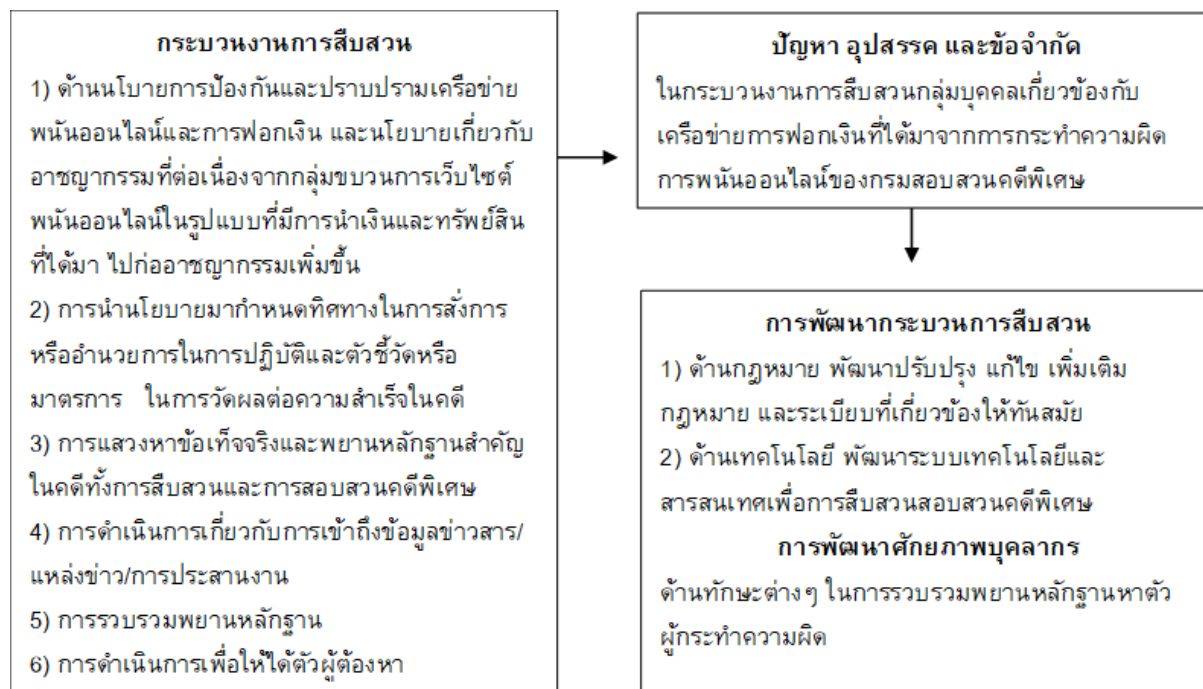 กระบวนงานการสืบสวน
1) ด้านนโบายการป้องกันและปราบปรามเครือข่าย
พนันออนไลน์และการฟอกเงิน และนโยบายเกี่ยวกับ
อาชญากรรมที่ต่อเนื่องจากกลุ่มขบวนการเว็บไซต์
พนันออนไลน์ในรูปแบบที่มีการนำเงินและทรัพย์สิน
ที่ได้มา ไปก่ออาชญากรรมเพิ่มขึ้น
2) การนำนโยบายมากำหนดทิศทางในการสั่งการ
หรืออำนวยการในการปฏิบัติและตัวชี้วัดหรือ
มาตรการ ในการวัดผลต่อความสำเร็จในคดี
3) การแสวงหาข้อเท็จจริงและพยานหลักฐานสำคัญ
ในคดีทั้งการสืบสวนและการสอบสวนคดีพิเศษ
4) การดำเนินการเกี่ยวกับการเข้าถึงข้อมูลข่าวสาร/
แหล่งข่าว/การประสานงาน
5) การรวบรวมพยานหลักฐาน
6) การดำเนินการเพื่อให้ได้ตัวผู้ต้องหา
ปัญหา อุปสรรค และข้อจำกัด
ในกระบวนงานการสืบสวนกลุ่มบุคคลเกี่ยวข้องกับ
เครือข่ายการฟอกเงินที่ได้มาจากการกระทำความผิด
การพนันออนไลน์ของกรมสอบสวนคดีพิเศษ
การพัฒนากระบวนการสืบสวน
1) ด้านกฎหมาย พัฒนาปรับปรุง แก้ไข เพิ่มเติม
กฎหมาย และระเบียบที่เกี่ยวข้องให้ทันสมัย
2) ด้านเทคโนโลยี พัฒนาระบบเทคโนโลยีและ
สารสนเทศเพื่อการสืบสวนสอบสวนคดีพิเศษ
การพัฒนาศักยภาพบุคลากร
ด้านทักษะต่างๆ ในการรวบรวมพยานหลักฐานหาตัว
ผู้กระทำความผิด